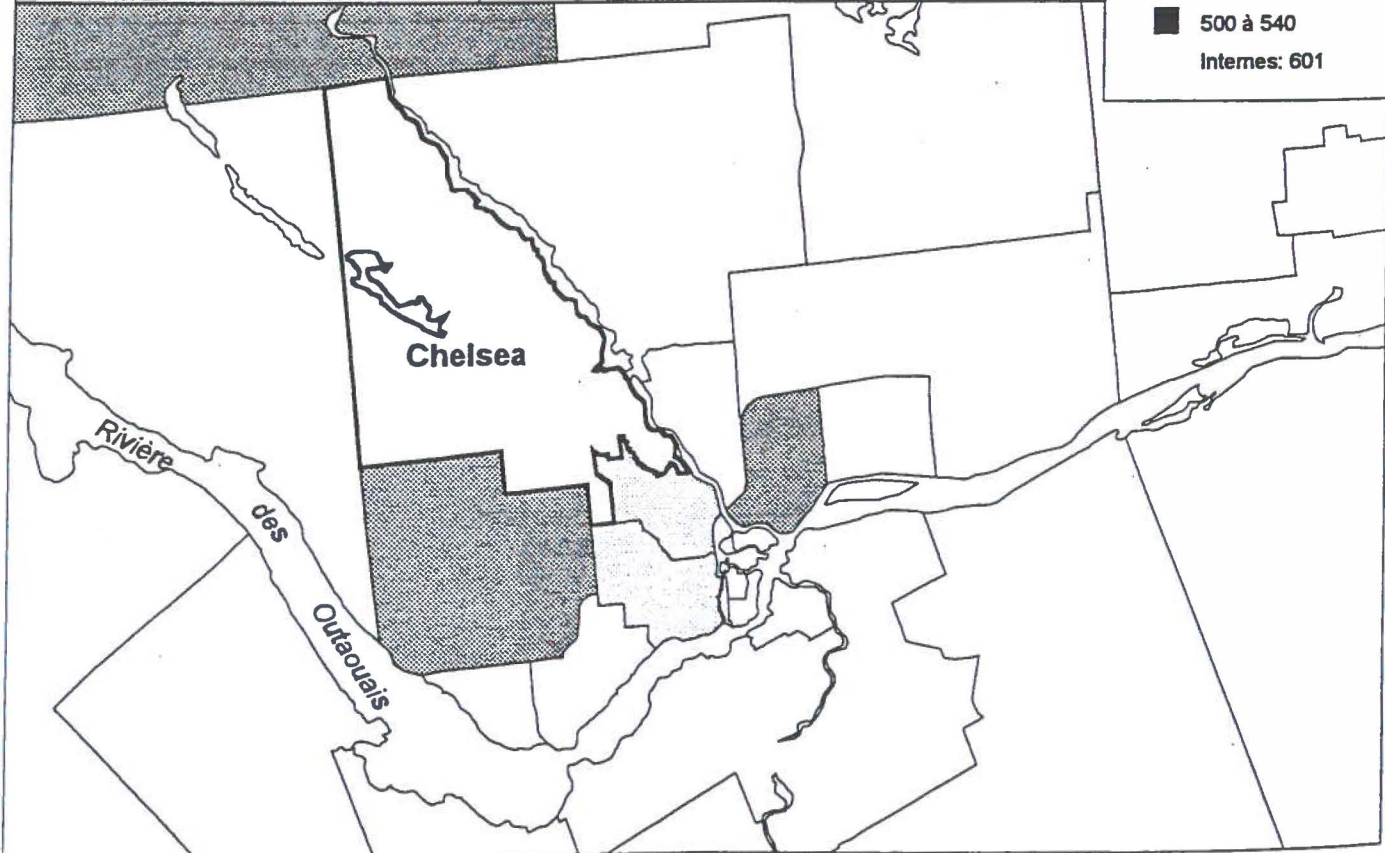 500 à 540
Internes: 601
Chelsea
Rivière
des
Outaouais